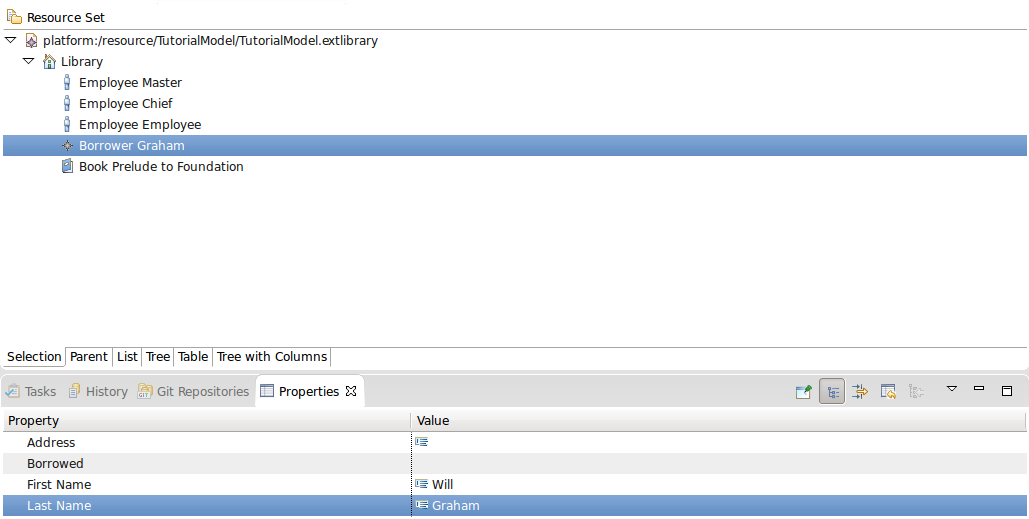 Resource Set
platform:/resource/TutorialModel/TutorialModel.extlibrary
Library
Employee Master
Employee Chief
Employee Employee
Borrower Graham
Book Prelude to Foundation
Selection Parent List Tree Table Tree with Columns
Tasks History GIT Git Repositories Properties
Property Value
Address
Borrowed
First Name Will
Last Name Graham